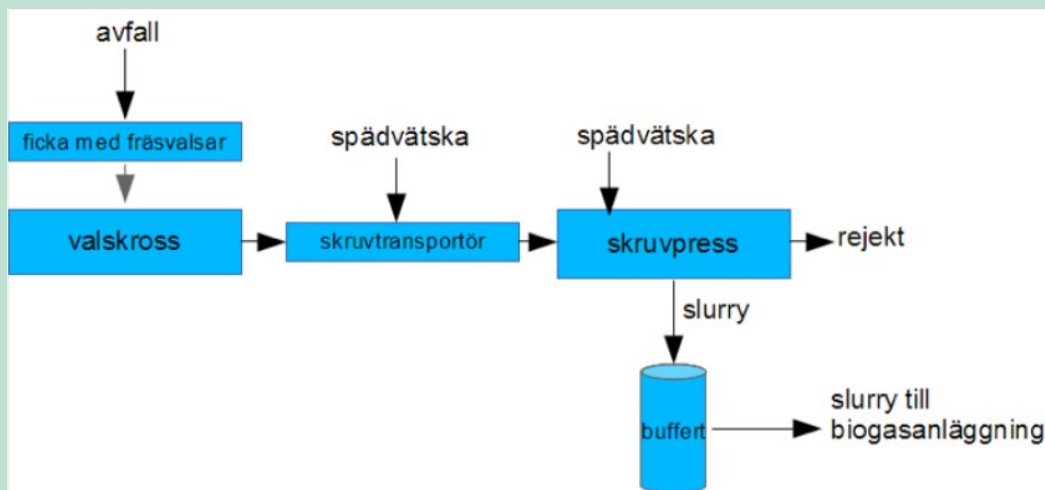 avfall
ficka med fräsvalsar
spädvätska
spädvätska
valskross
skruvtransportör
skruvpress
rejekt
slurry
buffert
slurry till
biogasanläggning